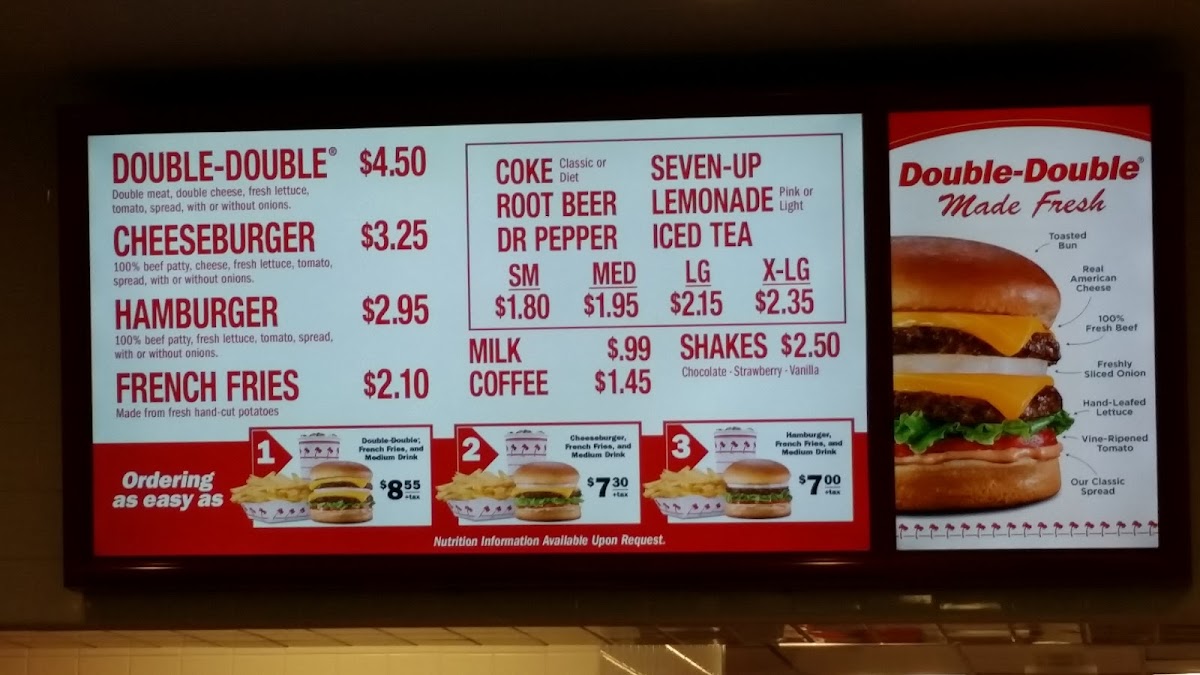 DOUBLE-DOUBLE® $4.50
Double meat, double cheese, fresh lettuce,
tomato, spread, with or without onions.
CHEESEBURGER $3.25
100% beef patty, cheese, fresh lettuce, tomato,
spread, with or without onions.
HAMBURGER $2.95
100% beef patty, fresh lettuce, tomato, spread,
with or without onions.
FRENCH FRIES $2.10
Made from fresh hand-cut potatoes
COKE Classic or
Diet
ROOT BEER
DR PEPPER
SEVEN-UP
LEMONADE Pink or
Light
ICED TEA
SM MED LG X-LG
$1.80 $1.95 $2.15 $2.35
MILK $.99
COFFEE $1.45
SHAKES $2.50
Chocolate - Strawberry - Vanilla
Ordering
as easy as
1
Double-Double,
French Fries, and
Medium Drink
$8.55
+tax
2
Cheeseburger,
French Fries, and
Medium Drink
$7.30
+tax
3
Hamburger,
French Fries, and
Medium Drink
$7.00
+tax
Nutrition Information Available Upon Request.
Double-Double®
Made Fresh
Toasted
Bun
Real
American
Cheese
100%
Fresh Beef
Freshly
Sliced Onion
Hand-Leafed
Lettuce
Vine-Ripened
Tomato
Our Classic
Spread